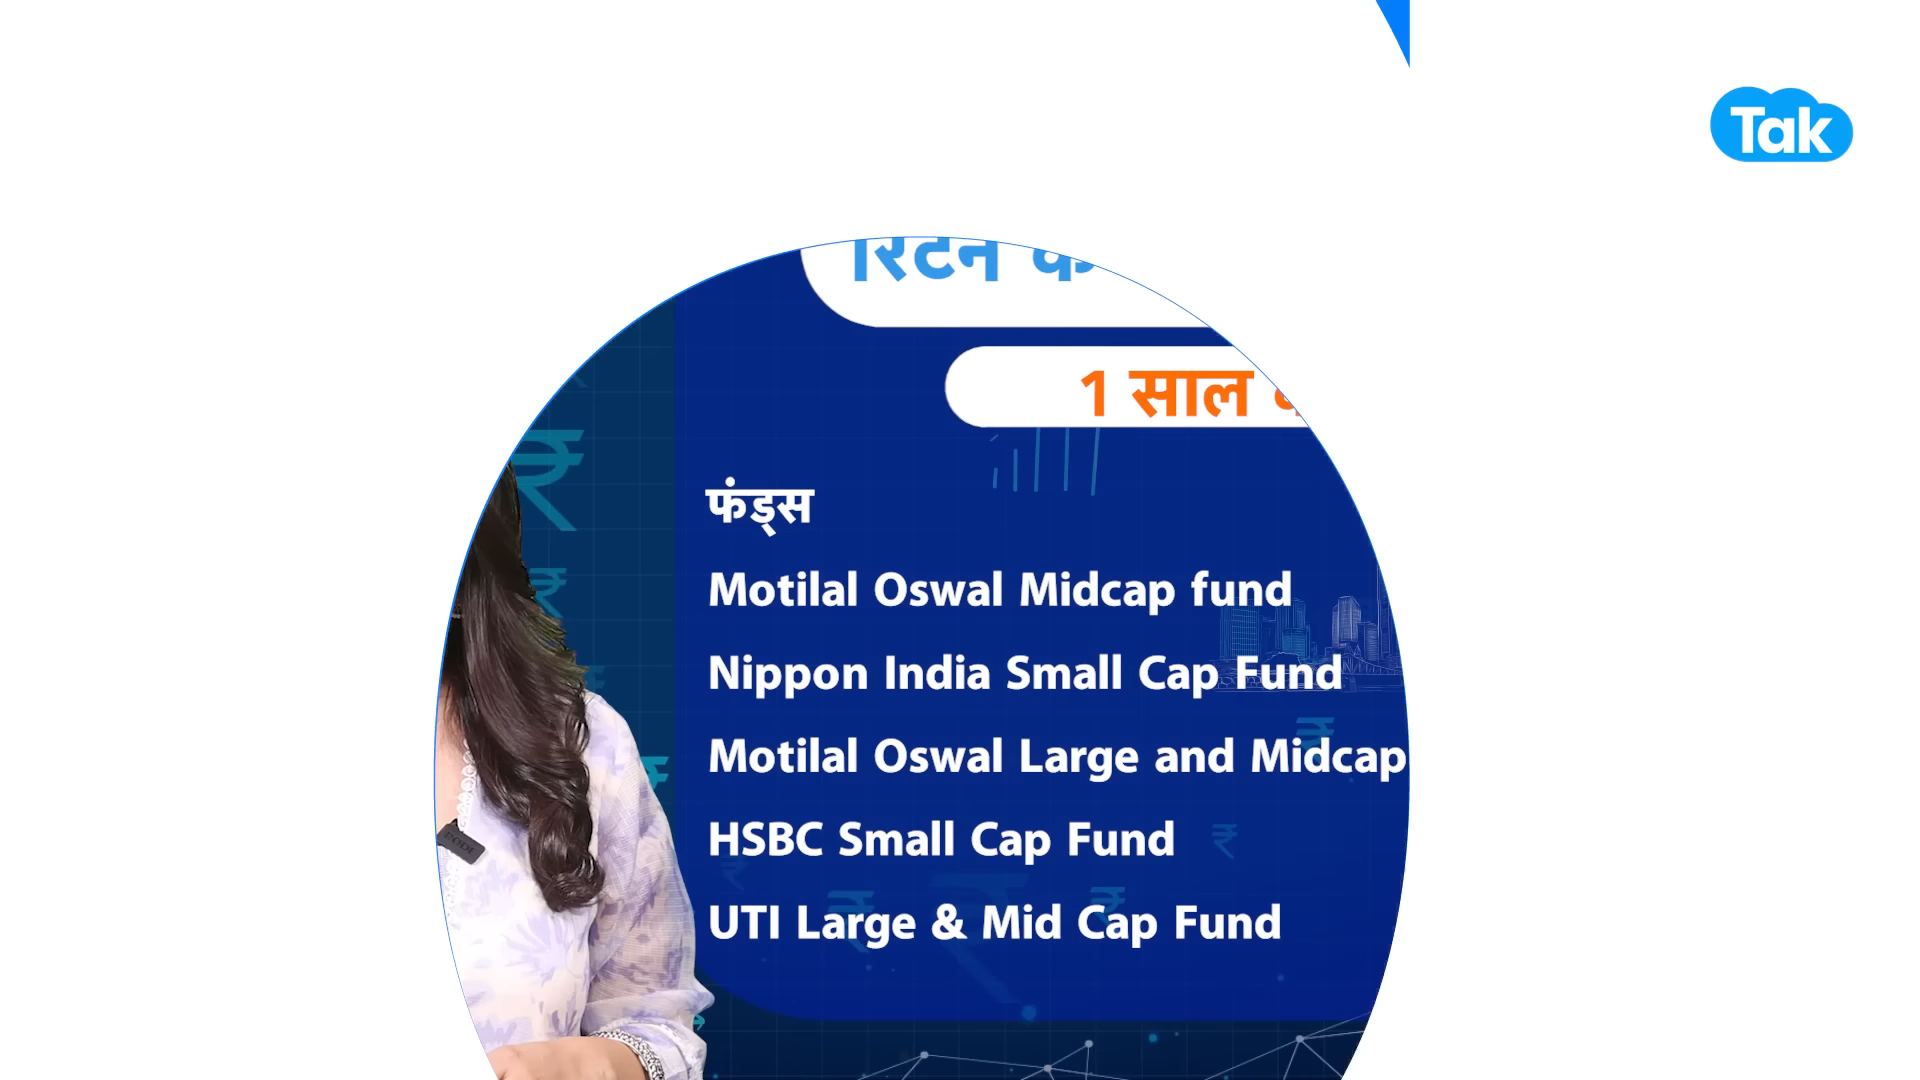 Tak
1 साल
फंड्स
Motilal Oswal Midcap fund
Nippon India Small Cap Fund
Motilal Oswal Large and Midcap
HSBC Small Cap Fund
UTI Large & Mid Cap Fund